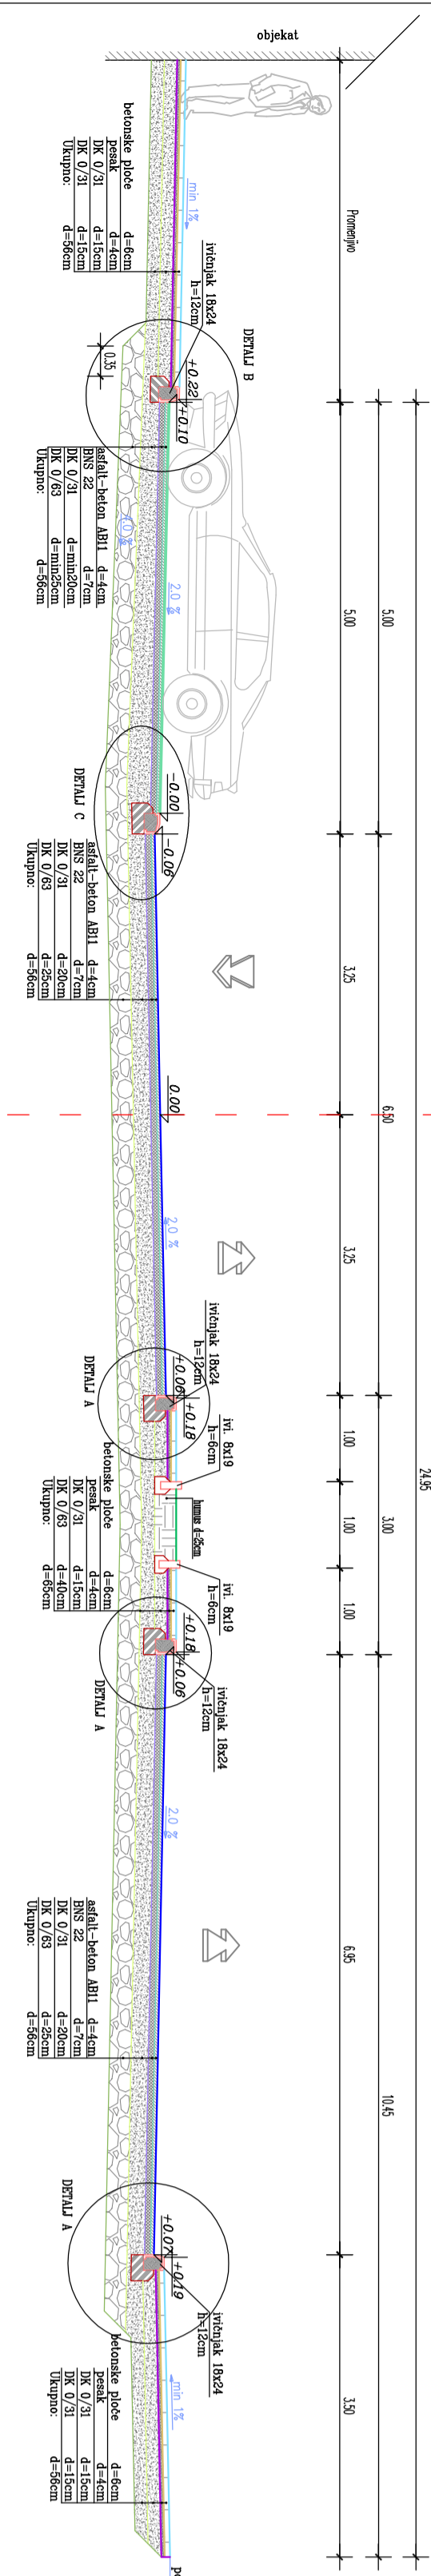 objekat
Promenjivo
5.00
3.25
3.25
1.00
1.00
1.00
6.95
3.50
5.00
6.50
3.00
10.45
24.95
min 1%
ivičnjak 18x24
h=12cm
DETALJ B
+0.22
+0.10
0.35
betonske ploče d=6cm
pesak d=4cm
DK 0/31 d=15cm
DK 0/31 d=15cm
Ukupno: d=56cm
2.0 %
4.0 %
asfalt-beton AB11 d=4cm
BNS 22 d=7cm
DK 0/31 d=min20cm
DK 0/63 d=min25cm
Ukupno: d=56cm
-0.00
-0.06
DETALJ C
asfalt-beton AB11 d=4cm
BNS 22 d=7cm
DK 0/31 d=20cm
DK 0/63 d=25cm
Ukupno: d=56cm
0.00
2.0 %
ivičnjak 18x24
h=12cm
+0.06
+0.18
DETALJ A
ivi. 8x19
h=6cm
humus d=25cm
ivi. 8x19
h=6cm
betonske ploče d=6cm
pesak d=4cm
DK 0/31 d=15cm
DK 0/63 d=40cm
Ukupno: d=65cm
+0.18
+0.06
ivičnjak 18x24
h=12cm
DETALJ A
2.0 %
asfalt-beton AB11 d=4cm
BNS 22 d=7cm
DK 0/31 d=20cm
DK 0/63 d=25cm
Ukupno: d=56cm
DETALJ A
+0.07
+0.19
ivičnjak 18x24
h=12cm
min 1%
betonske ploče d=6cm
pesak d=4cm
DK 0/31 d=15cm
DK 0/31 d=15cm
Ukupno: d=56cm